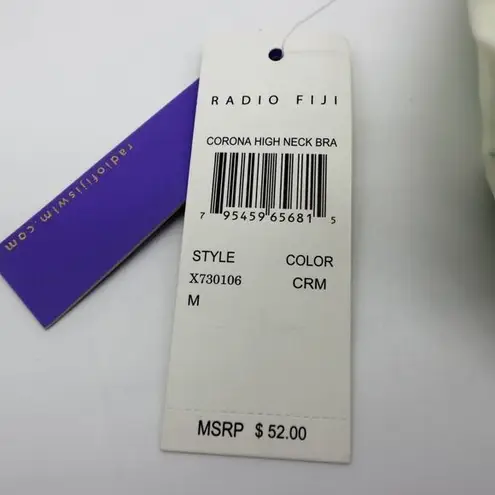 RADIO FIJI
CORONA HIGH NECK BRA
7 95459 65681 5
STYLE COLOR
X730106 CRM
M
MSRP $ 52.00
radiofijiswim.com